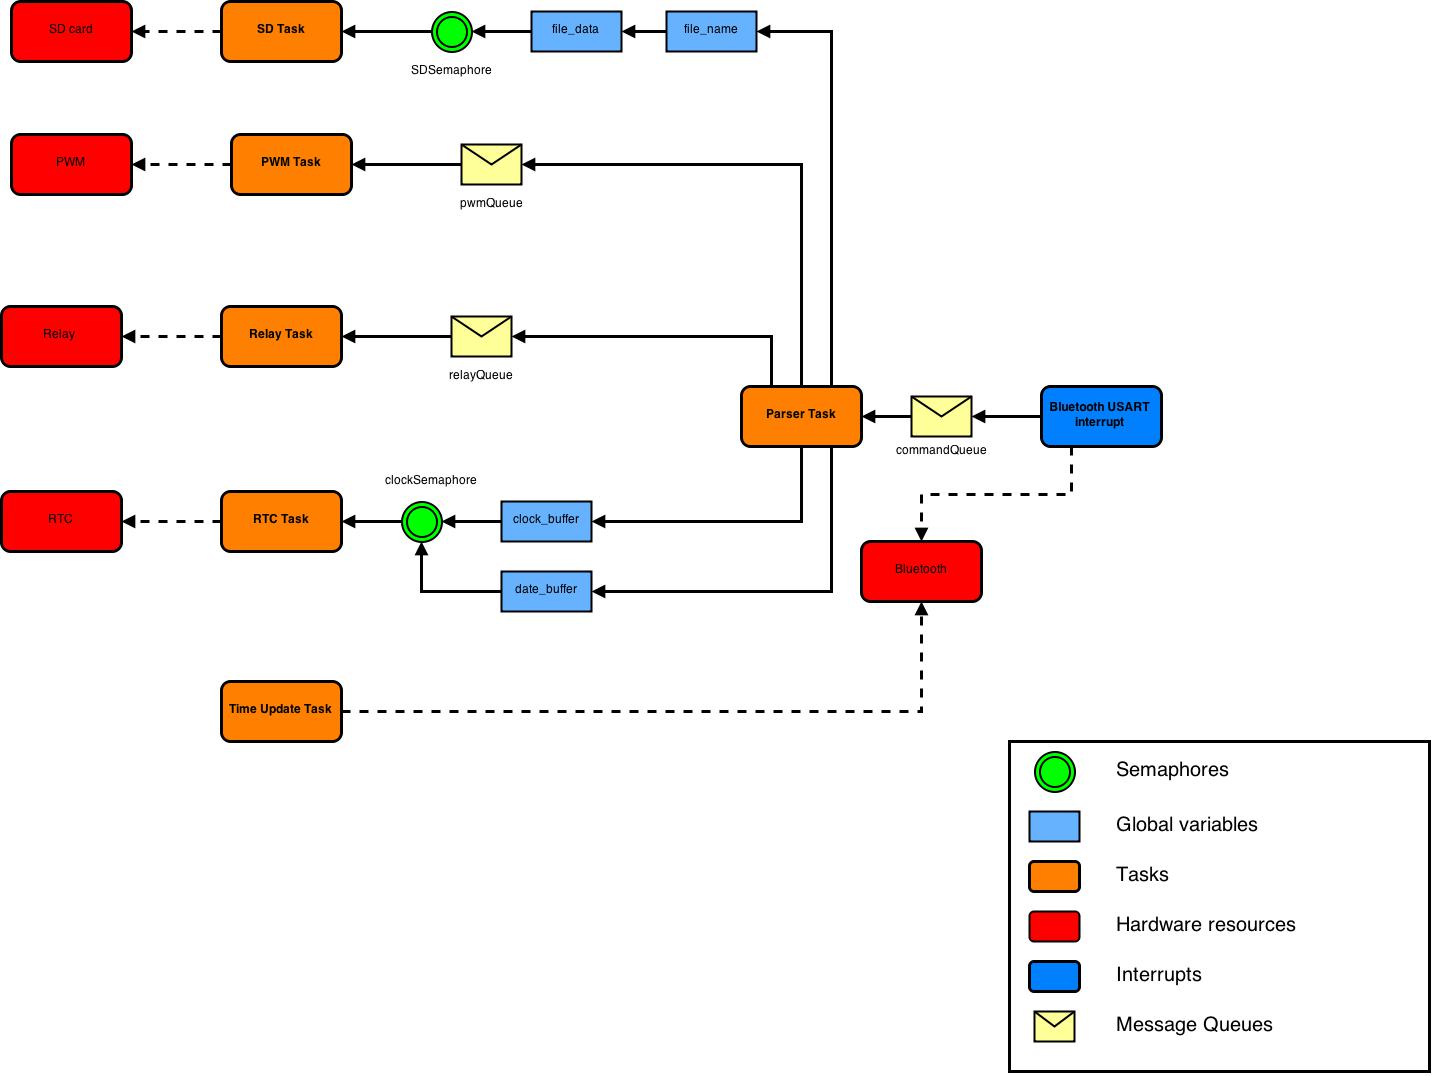 SD card
SD Task
file_data
file_name
SDSemaphore
PWM
PWM Task
pwmQueue
Relay
Relay Task
relayQueue
Parser Task
Bluetooth USART
interrupt
commandQueue
clockSemaphore
RTC
RTC Task
clock_buffer
date_buffer
Bluetooth
Time Update Task
Semaphores
Global variables
Tasks
Hardware resources
Interrupts
Message Queues